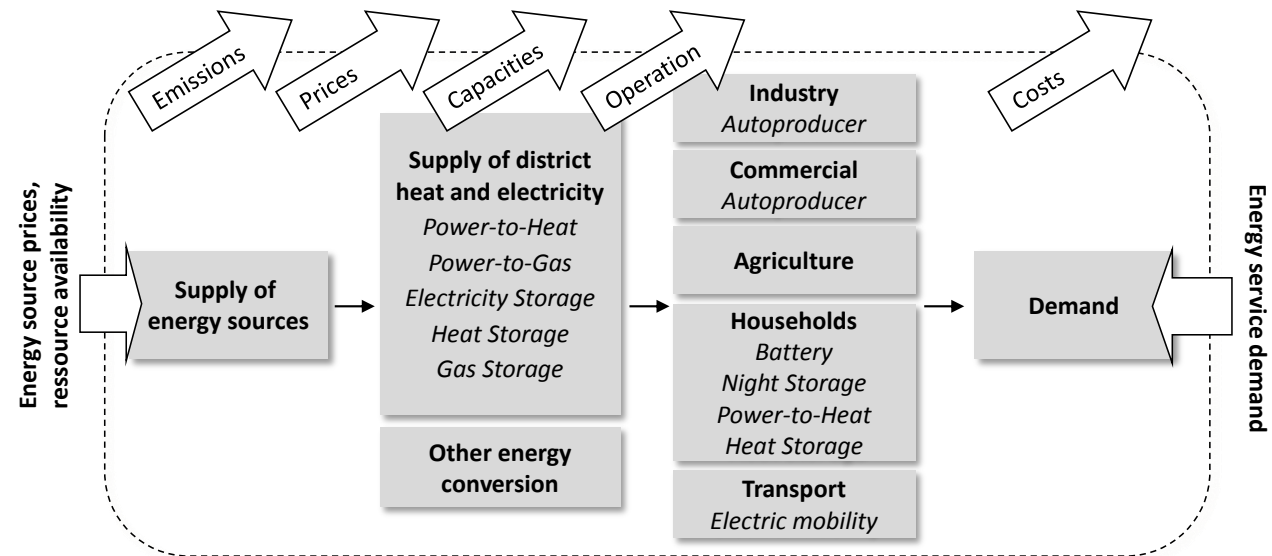 Emissions
Prices
Capacities
Operation
Costs
Energy source prices,
ressource availability
Supply of
energy sources
Supply of district
heat and electricity
Power-to-Heat
Power-to-Gas
Electricity Storage
Heat Storage
Gas Storage
Other energy
conversion
Industry
Autoproducer
Commercial
Autoproducer
Agriculture
Households
Battery
Night Storage
Power-to-Heat
Heat Storage
Transport
Electric mobility
Demand
Energy service demand